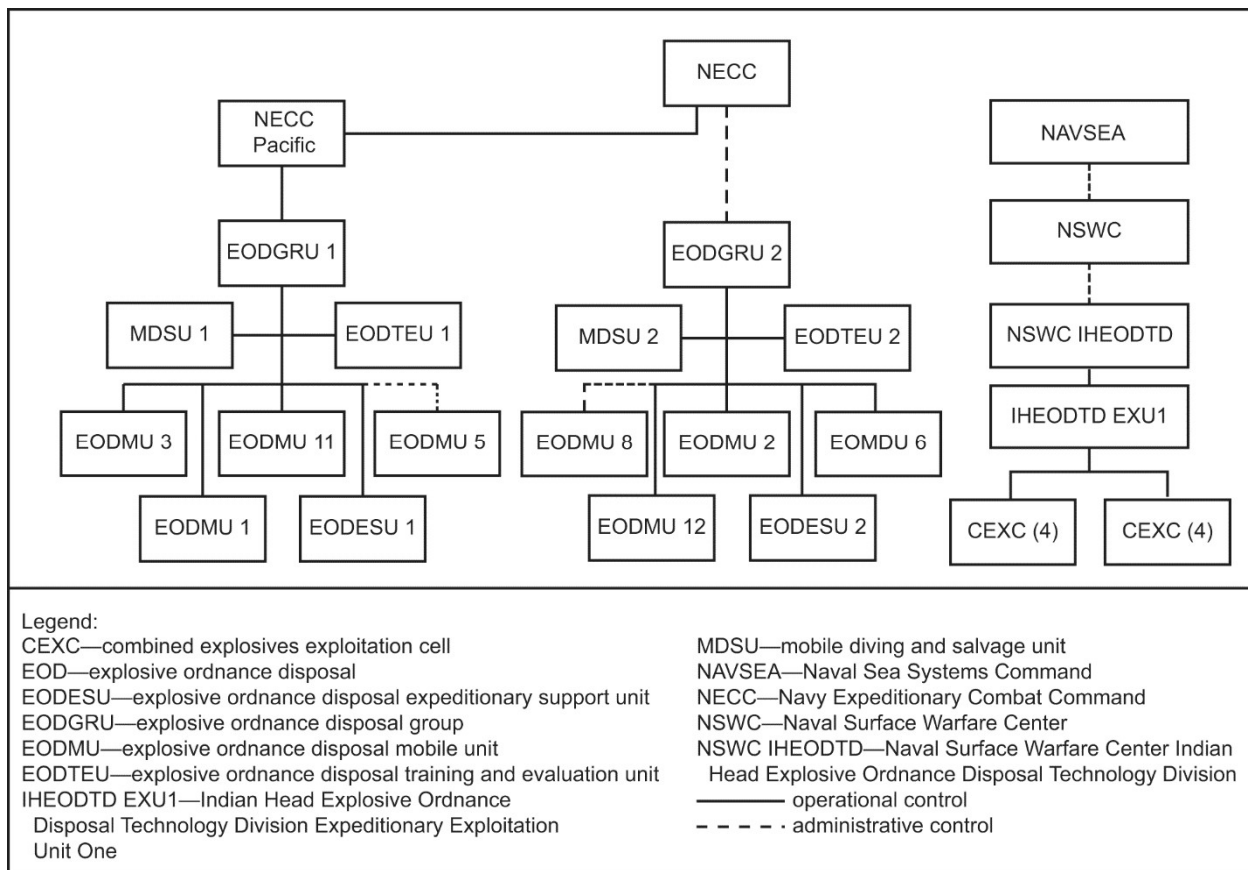 NECC
NECC
Pacific
NAVSEA
NSWC
EODGRU 1
EODGRU 2
MDSU 1
EODTEU 1
MDSU 2
EODTEU 2
NSWC IHEODTD
EODMU 3
EODMU 11
EODMU 5
EODMU 8
EODMU 2
EOMDU 6
IHEODTD EXU1
EODMU 1
EODESU 1
EODMU 12
EODESU 2
CEXC (4)
CEXC (4)
Legend:
CEXC—combined explosives exploitation cell
EOD—explosive ordnance disposal
EODESU—explosive ordnance disposal expeditionary support unit
EODGRU—explosive ordnance disposal group
EODMU—explosive ordnance disposal mobile unit
EODTEU—explosive ordnance disposal training and evaluation unit
IHEODTD EXU1—Indian Head Explosive Ordnance
Disposal Technology Division Expeditionary Exploitation
Unit One
MDSU—mobile diving and salvage unit
NAVSEA—Naval Sea Systems Command
NECC—Navy Expeditionary Combat Command
NSWC—Naval Surface Warfare Center
NSWC IHEODTD—Naval Surface Warfare Center Indian
Head Explosive Ordnance Disposal Technology Division
operational control
administrative control